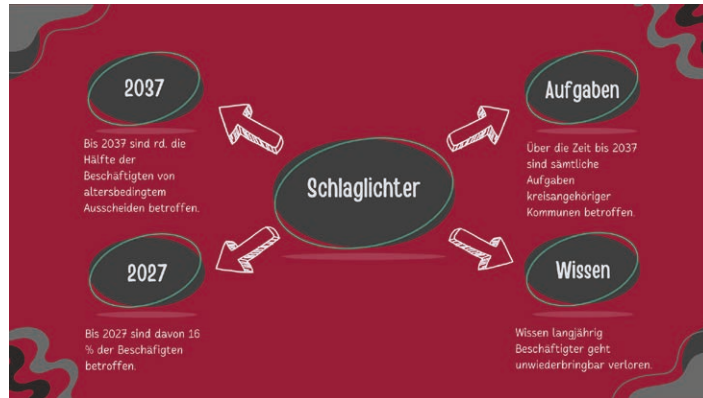 Schlaglichter
2037
Bis 2037 sind rd. die
Hälfte der
Beschäftigten von
altersbedingtem
Ausscheiden betroffen.
2027
Bis 2027 sind davon 16
% der Beschäfigten
betroffen.
Aufgaben
Über die Zeit bis 2037
sind sämtliche
Aufgaben
kreisangehöriger
Kommunen betroffen.
Wissen
Wissen langjährig
Beschäftigter geht
unwiederbringbar verloren.